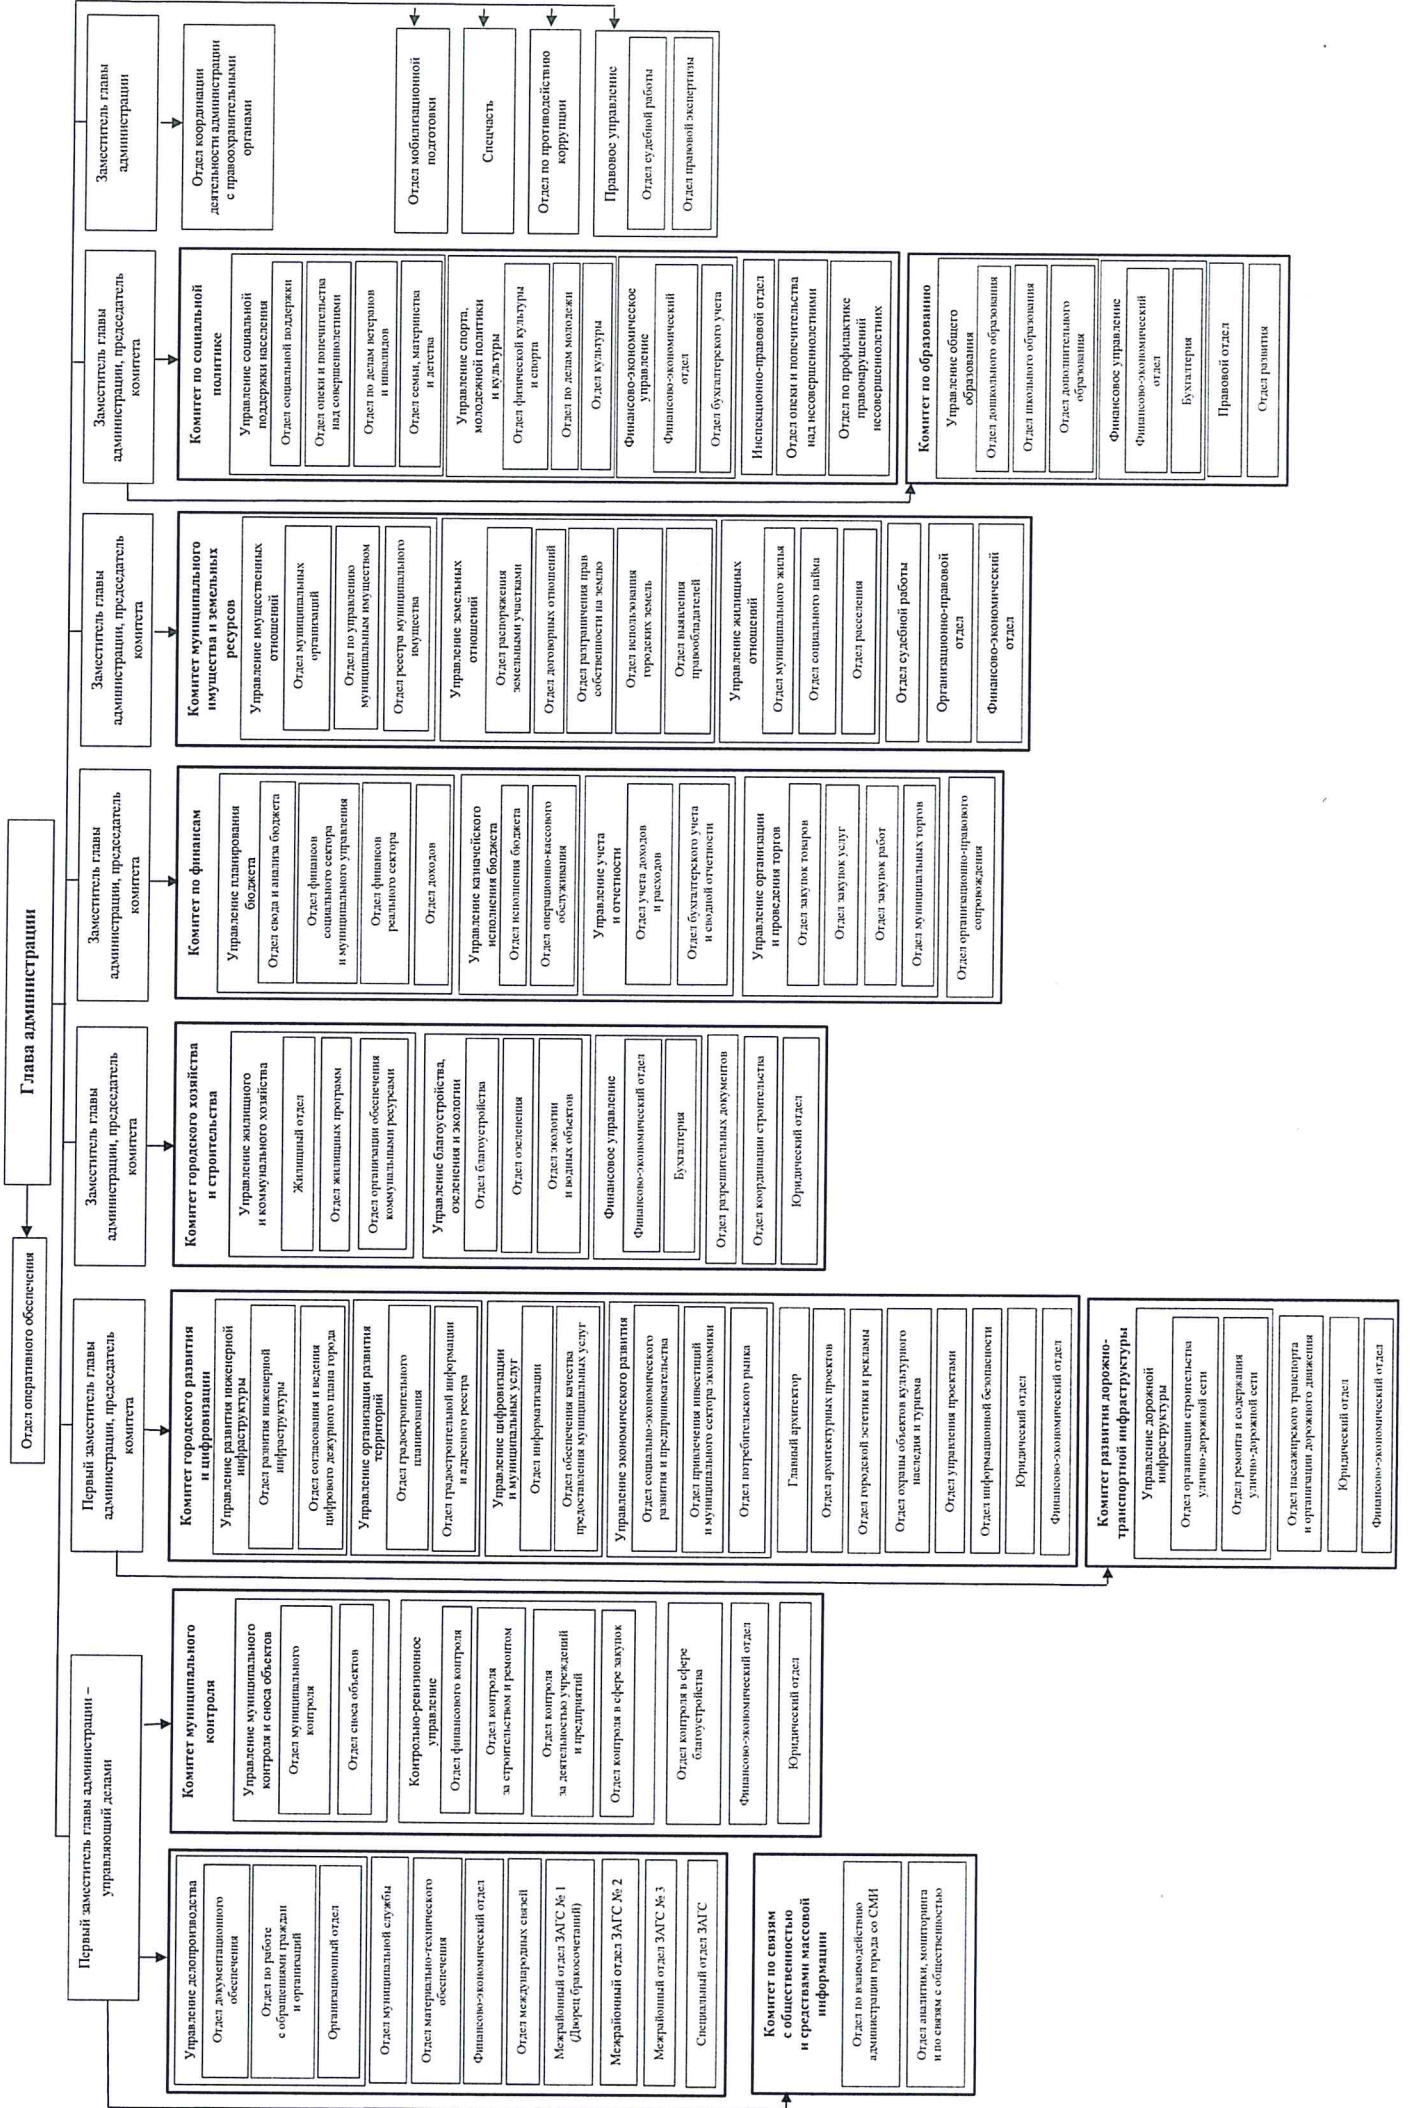 Глава администрации
Отдел оперативного обеспечения
Первый заместитель главы администрации –
управляющий делами
Управление делопроизводства
Отдел документационного
обеспечения
Отдел по работе
с обращениями граждан
и организаций
Организационный отдел
Отдел муниципальной службы
Отдел материально-технического
обеспечения
Финансово-экономический отдел
Отдел международных связей
Межрайонный отдел ЗАГС № 1
(Дворец бракосочетаний)
Межрайонный отдел ЗАГС № 2
Межрайонный отдел ЗАГС № 3
Специальный отдел ЗАГС
Комитет по связям
с общественностью
и средствами массовой
информации
Отдел по взаимодействию
администрации города со СМИ
Отдел аналитики, мониторинга
и по связям с общественностью
Комитет муниципального
контроля
Управление муниципального
контроля и сноса объектов
Отдел муниципального
контроля
Отдел сноса объектов
Контрольно-ревизионное
управление
Отдел финансового контроля
Отдел контроля
за строительством и ремонтом
Отдел контроля
за деятельностью учреждений
и предприятий
Отдел контроля в сфере закупок
Отдел контроля в сфере
благоустройства
Финансово-экономический отдел
Юридический отдел
Первый заместитель главы
администрации, председатель
комитета
Комитет городского развития
и цифровизации
Управление развития инженерной
инфраструктуры
Отдел развития инженерной
инфраструктуры
Отдел согласования и ведения
цифрового дежурного плана города
Управление организации развития
территорий
Отдел градостроительного
планирования
Отдел градостроительной информации
и адресного реестра
Управление цифровизации
и муниципальных услуг
Отдел информатизации
Отдел обеспечения качества
предоставления муниципальных услуг
Управление экономического развития
Отдел социально-экономического
развития и предпринимательства
Отдел привлечения инвестиций
и муниципального сектора экономики
Отдел потребительского рынка
Главный архитектор
Отдел архитектурных проектов
Отдел городской эстетики и рекламы
Отдел охраны объектов культурного
наследия и туризма
Отдел управления проектами
Отдел информационной безопасности
Юридический отдел
Финансово-экономический отдел
Комитет развития дорожно-
транспортной инфраструктуры
Управление дорожной
инфраструктуры
Отдел организации строительства
улично-дорожной сети
Отдел ремонта и содержания
улично-дорожной сети
Отдел пассажирского транспорта
и организации дорожного движения
Юридический отдел
Финансово-экономический отдел
Заместитель главы
администрации, председатель
комитета
Комитет городского хозяйства
и строительства
Управление жилищного
и коммунального хозяйства
Жилищный отдел
Отдел жилищных программ
Отдел организации обеспечения
коммунальными ресурсами
Управление благоустройства,
озеленения и экологии
Отдел благоустройства
Отдел озеленения
Отдел экологии
и водных объектов
Финансовое управление
Финансово-экономический отдел
Бухгалтерия
Отдел разрешительных документов
Отдел координации строительства
Юридический отдел
Заместитель главы
администрации, председатель
комитета
Комитет по финансам
Управление планирования
бюджета
Отдел свода и анализа бюджета
Отдел финансов
социального сектора
и муниципального управления
Отдел финансов
реального сектора
Отдел доходов
Управление казначейского
исполнения бюджета
Отдел исполнения бюджета
Отдел операционно-кассового
обслуживания
Управление учета
и отчетности
Отдел учета доходов
и расходов
Отдел бухгалтерского учета
и сводной отчетности
Управление организации
и проведения торгов
Отдел закупок товаров
Отдел закупок услуг
Отдел закупок работ
Отдел муниципальных торгов
Отдел организационно-правового
сопровождения
Заместитель главы
администрации, председатель
комитета
Комитет муниципального
имущества и земельных
ресурсов
Управление имущественных
отношений
Отдел муниципальных
организаций
Отдел по управлению
муниципальным имуществом
Отдел реестра муниципального
имущества
Управление земельных
отношений
Отдел распоряжения
земельными участками
Отдел договорных отношений
Отдел разграничения прав
собственности на землю
Отдел использования
городских земель
Отдел выявления
правообладателей
Управление жилищных
отношений
Отдел муниципального жилья
Отдел социального найма
Отдел расселения
Отдел судебной работы
Организационно-правовой
отдел
Финансово-экономический
отдел
Заместитель главы
администрации, председатель
комитета
Комитет по социальной
политике
Управление социальной
поддержки населения
Отдел социальной поддержки
Отдел опеки и попечительства
над совершеннолетними
Отдел по делам ветеранов
и инвалидов
Отдел семьи, материнства
и детства
Управление спорта,
молодежной политики
и культуры
Отдел физической культуры
и спорта
Отдел по делам молодежи
Отдел культуры
Финансово-экономическое
управление
Финансово-экономический
отдел
Отдел бухгалтерского учета
Инспекционно-правовой отдел
Отдел опеки и попечительства
над несовершеннолетними
Отдел по профилактике
правонарушений
несовершеннолетних
Комитет по образованию
Управление общего
образования
Отдел дошкольного образования
Отдел школьного образования
Отдел дополнительного
образования
Финансовое управление
Финансово-экономический
отдел
Бухгалтерия
Правовой отдел
Отдел развития
Заместитель главы
администрации
Отдел координации
деятельности администрации
с правоохранительными
органами
Отдел мобилизационной
подготовки
Спецчасть
Отдел по противодействию
коррупции
Правовое управление
Отдел судебной работы
Отдел правовой экспертизы